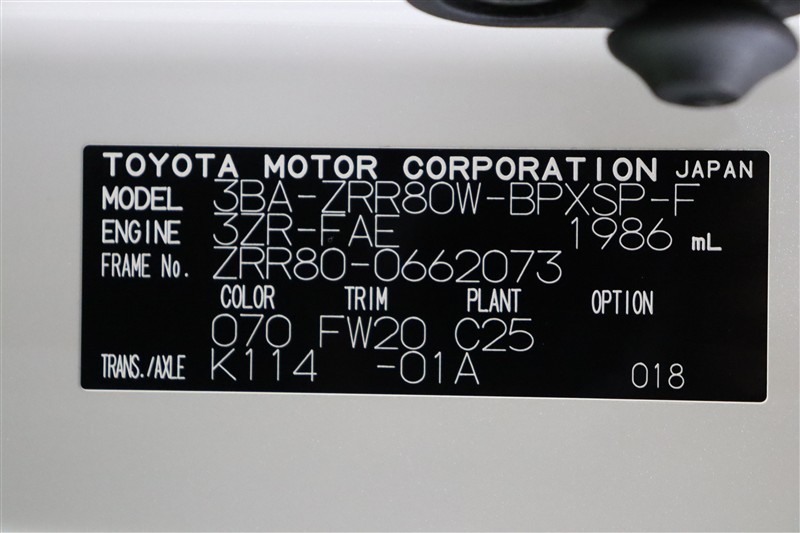 TOYOTA MOTOR CORPORATION JAPAN
MODEL 3BA-ZRR80W-BPXSP-F
ENGINE 3ZR-FAE 1986 mL
FRAME No. ZRR80-0662073
COLOR TRIM PLANT OPTION
070 FW20 C25
TRANS./AXLE K114 -01A 018